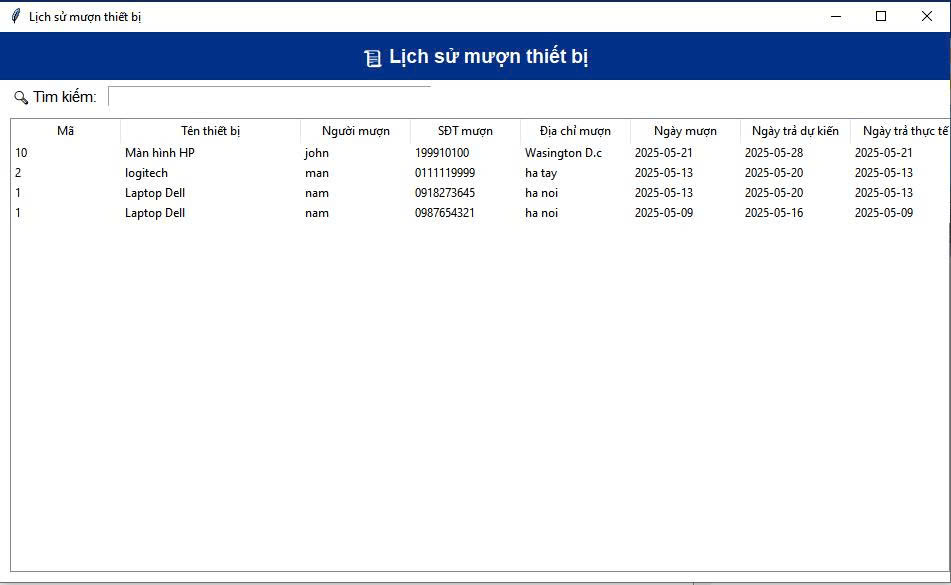 Lịch sử mượn thiết bị
Lịch sử mượn thiết bị
Tìm kiếm:
Mã Tên thiết bị Người mượn SĐT mượn Địa chỉ mượn Ngày mượn Ngày trả dự kiến Ngày trả thực tế
10 Màn hình HP john 199910100 Wasington D.c 2025-05-21 2025-05-28 2025-05-21
2 logitech man 0111119999 ha tay 2025-05-13 2025-05-20 2025-05-13
1 Laptop Dell nam 0918273645 ha noi 2025-05-13 2025-05-20 2025-05-13
1 Laptop Dell nam 0987654321 ha noi 2025-05-09 2025-05-16 2025-05-09